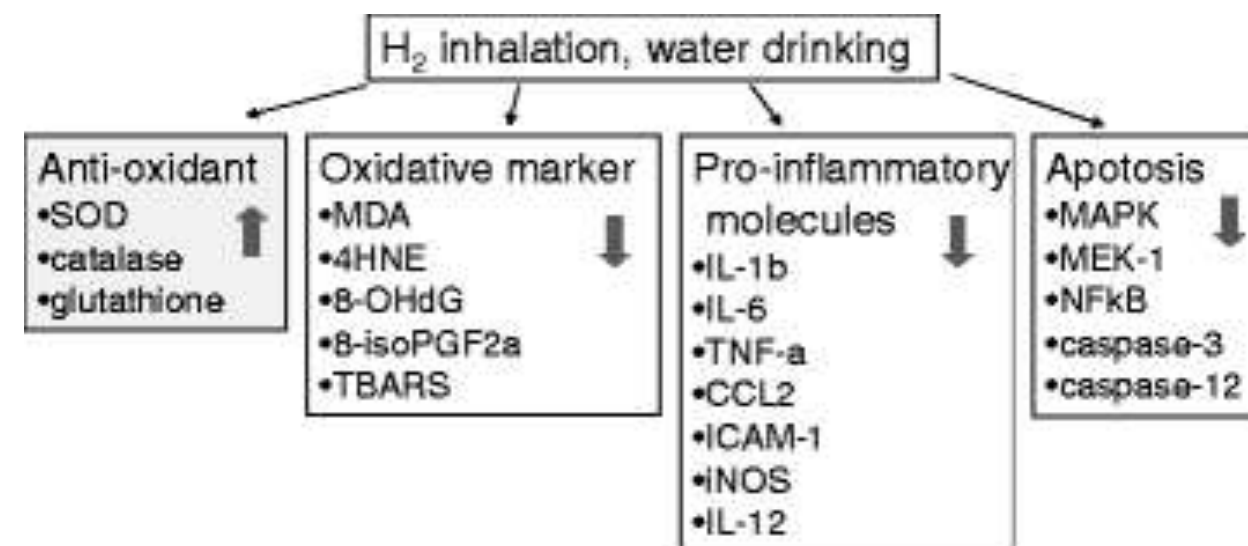 H₂ inhalation, water drinking
Anti-oxidant
•SOD
•catalase
•glutathione
Oxidative marker
•MDA
•4HNE
•8-OHdG
•8-isoPGF2a
•TBARS
Pro-inflammatory
molecules
•IL-1b
•IL-6
•TNF-a
•CCL2
•ICAM-1
•iNOS
•IL-12
Apotosis
•MAPK
•MEK-1
•NFkB
•caspase-3
•caspase-12